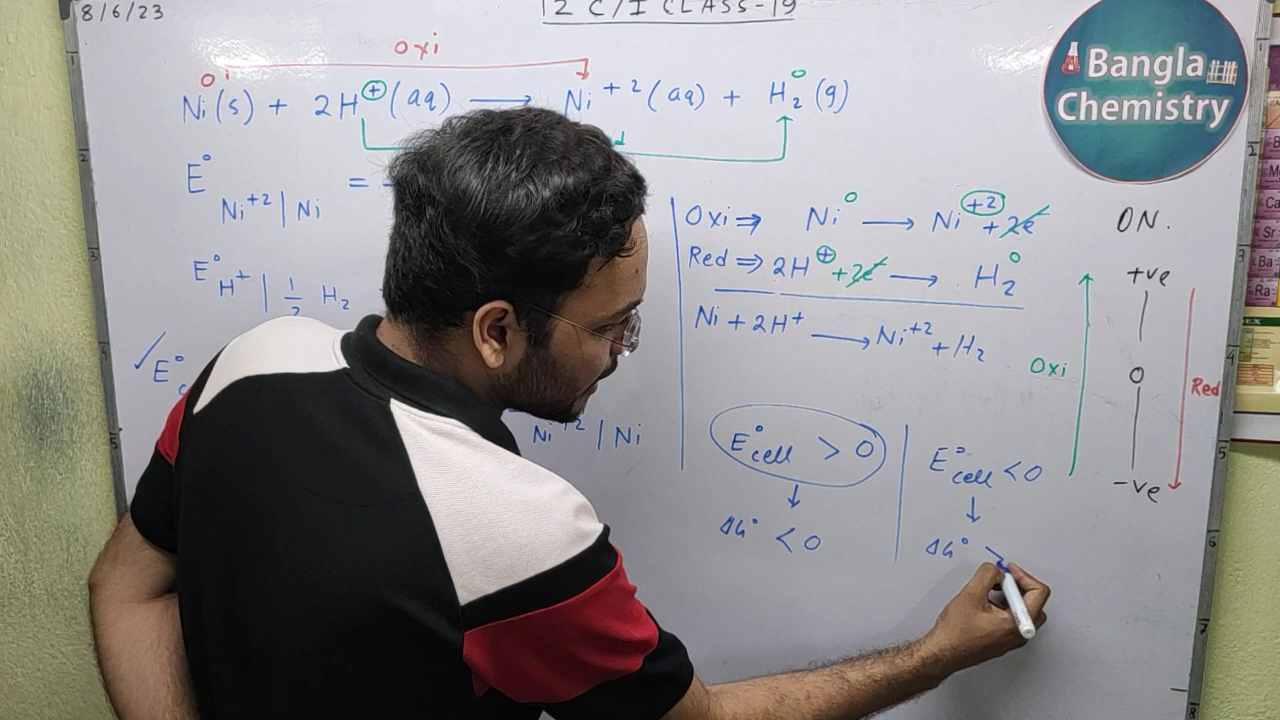 8/6/23
12 C/I CLASS-19
Bangla
Chemistry
oxi
Ni(s) + 2H⊕(aq) ⟶ Ni+2(aq) + H2°(g)
E° Ni+2|Ni = -
E° H+ | 1/2 H2
✓E°
Ni+2|Ni
Oxi ⇒ Ni° ⟶ Ni+2 + 2e
Red ⇒ 2H⊕ + 2e ⟶ H2°
Ni + 2H+ ⟶ Ni+2 + H2
E°cell > 0
↓
ΔG° < 0
E°cell < 0
↓
ΔG° >
ON.
+ve
0
-ve
Oxi
Red